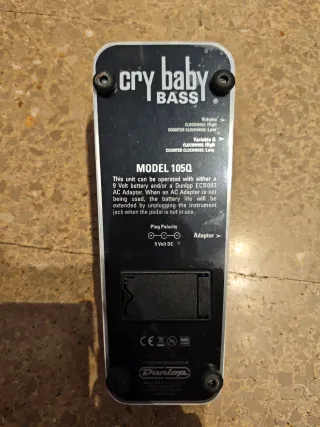 cry baby
BASS
Volume
CLOCKWISE: High
COUNTER CLOCKWISE: Low
Variable Q
CLOCKWISE: High
COUNTER CLOCKWISE: Low
MODEL 105Q
This unit can be operated with either a
9 Volt battery and/or a Dunlop ECB003
AC Adapter. When an AC Adapter is not
being used, the battery life will be
extended by unplugging the instrument
jack when the pedal is not in use.
Plug Polarity
9 Volt DC
Adapter
CE
Dunlop